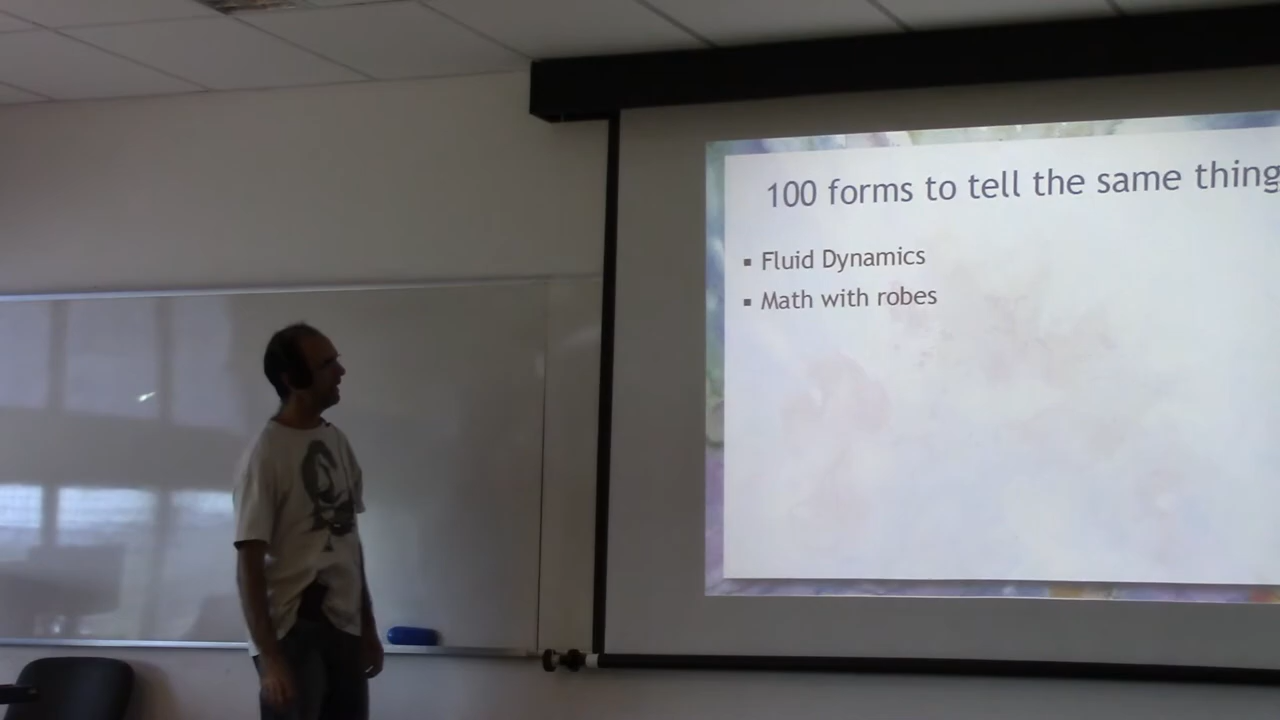 100 forms to tell the same thing
▪ Fluid Dynamics
▪ Math with robes